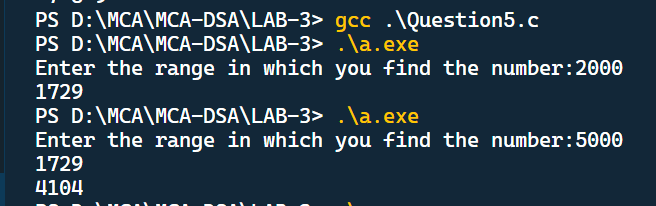 PS D:\MCA\MCA-DSA\LAB-3> gcc .\Question5.c
PS D:\MCA\MCA-DSA\LAB-3> .\a.exe
Enter the range in which you find the number:2000
1729
PS D:\MCA\MCA-DSA\LAB-3> .\a.exe
Enter the range in which you find the number:5000
1729
4104